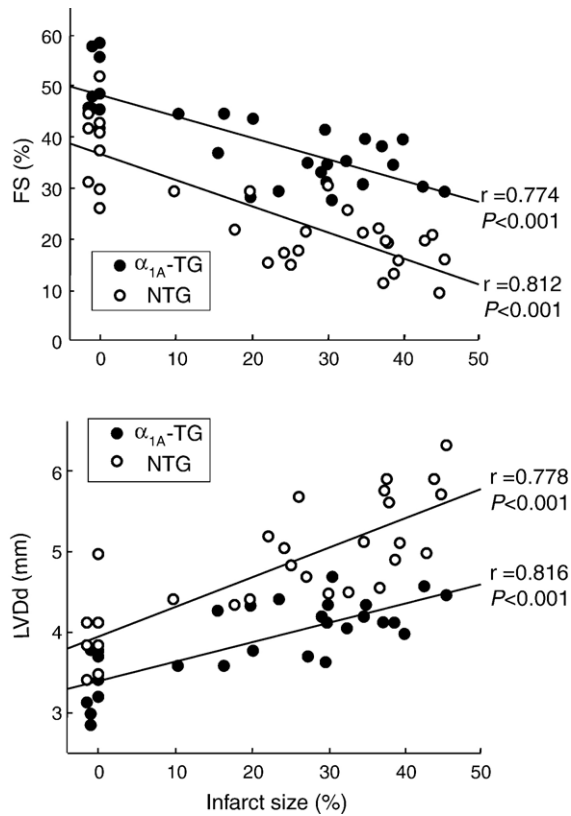 60
50
40
30
20
10
0
FS (%)
α1A-TG
NTG
r =0.774
P<0.001
r =0.812
P<0.001
0 10 20 30 40 50
6
5
4
3
LVDd (mm)
α1A-TG
NTG
r =0.778
P<0.001
r =0.816
P<0.001
0 10 20 30 40 50
Infarct size (%)